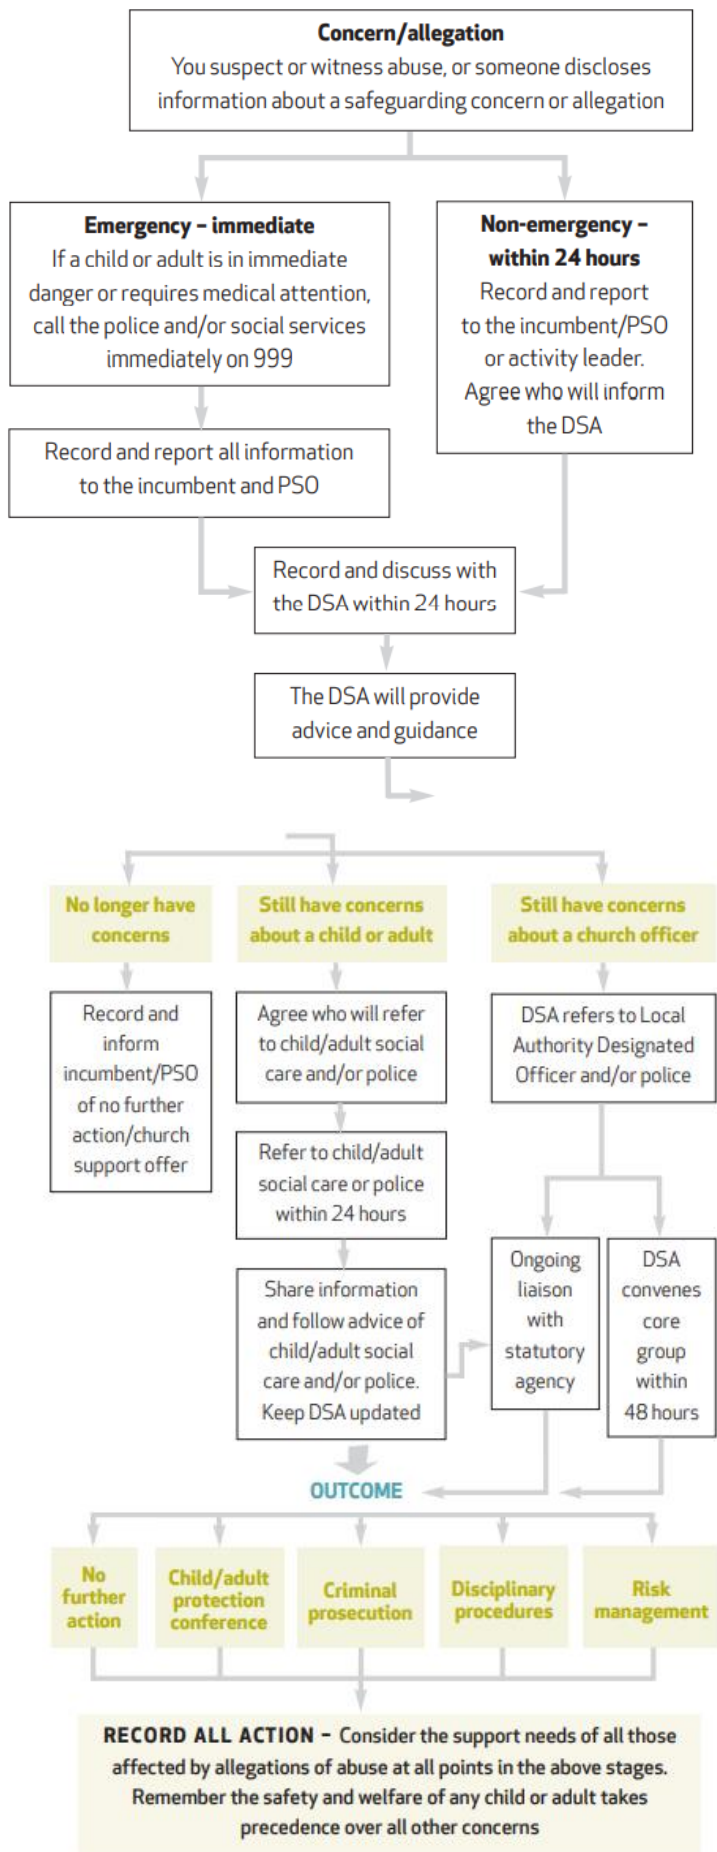 Concern/allegation
You suspect or witness abuse, or someone discloses
information about a safeguarding concern or allegation
Emergency – immediate
If a child or adult is in immediate
danger or requires medical attention,
call the police and/or social services
immediately on 999
Non-emergency –
within 24 hours
Record and report
to the incumbent/PSO
or activity leader.
Agree who will inform
the DSA
Record and report all information
to the incumbent and PSO
Record and discuss with
the DSA within 24 hours
The DSA will provide
advice and guidance
No longer have
concerns
Still have concerns
about a child or adult
Still have concerns
about a church officer
Record and
inform
incumbent/PSO
of no further
action/church
support offer
Agree who will refer
to child/adult social
care and/or police
DSA refers to Local
Authority Designated
Officer and/or police
Refer to child/adult
social care or police
within 24 hours
Share information
and follow advice of
child/adult social
care and/or police.
Keep DSA updated
Ongoing
liaison
with
statutory
agency
DSA
convenes
core
group
within
48 hours
OUTCOME
No
further
action
Child/adult
protection
conference
Criminal
prosecution
Disciplinary
procedures
Risk
management
RECORD ALL ACTION – Consider the support needs of all those
affected by allegations of abuse at all points in the above stages.
Remember the safety and welfare of any child or adult takes
precedence over all other concerns